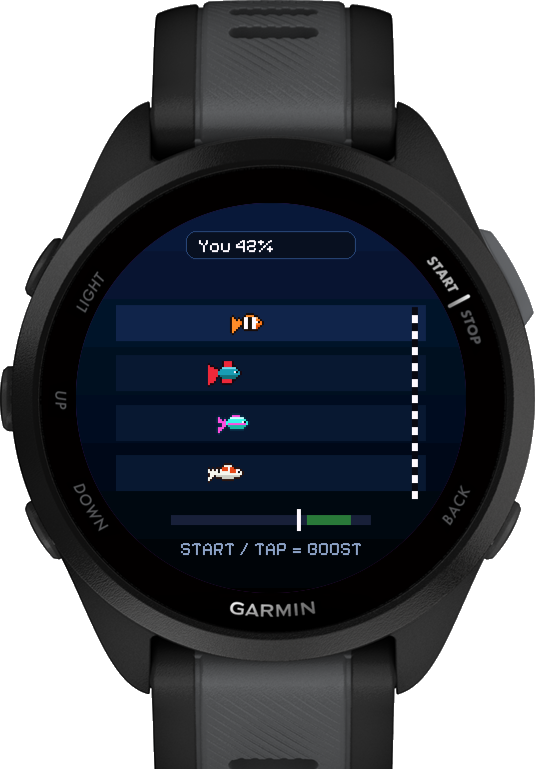 You 42%
START
STOP
LIGHT
UP
DOWN
BACK
START / TAP = BOOST
GARMIN